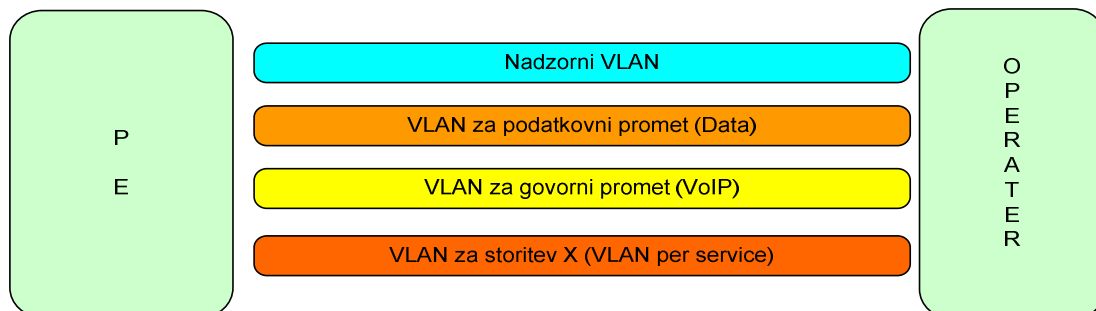 P
E
Nadzorni VLAN
VLAN za podatkovni promet (Data)
VLAN za govorni promet (VoIP)
VLAN za storitev X (VLAN per service)
O
P
E
R
A
T
E
R